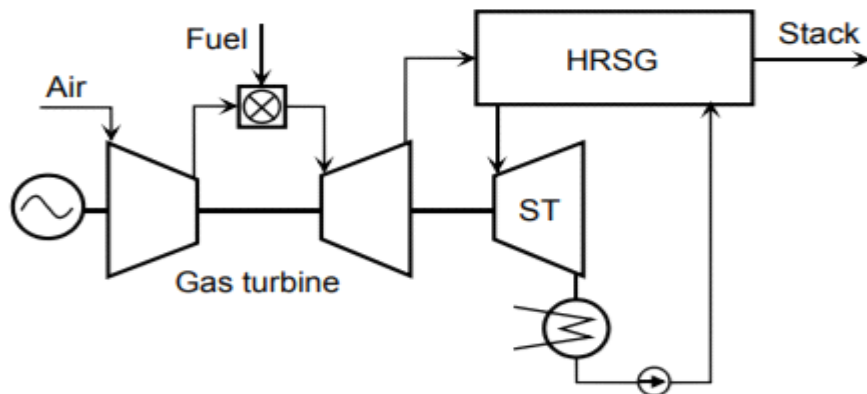 Fuel
Stack
HRSG
Air
ST
Gas turbine